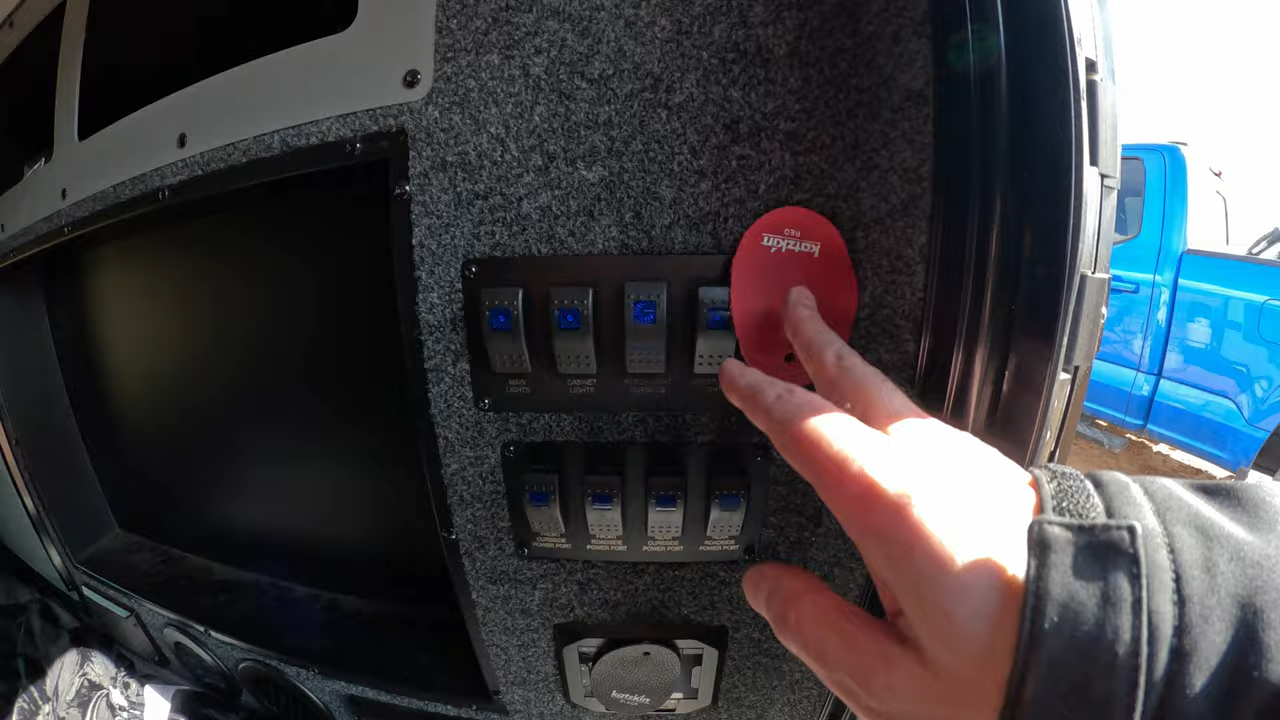 katzkin
RED
MAIN
LIGHTS
CABINET
LIGHTS
CURBSIDE
FRONT
CURBSIDE
POWER PORT
FRONT
ROADSIDE
POWER PORT
REAR
CURBSIDE
POWER PORT
REAR
ROADSIDE
POWER PORT
katzkin